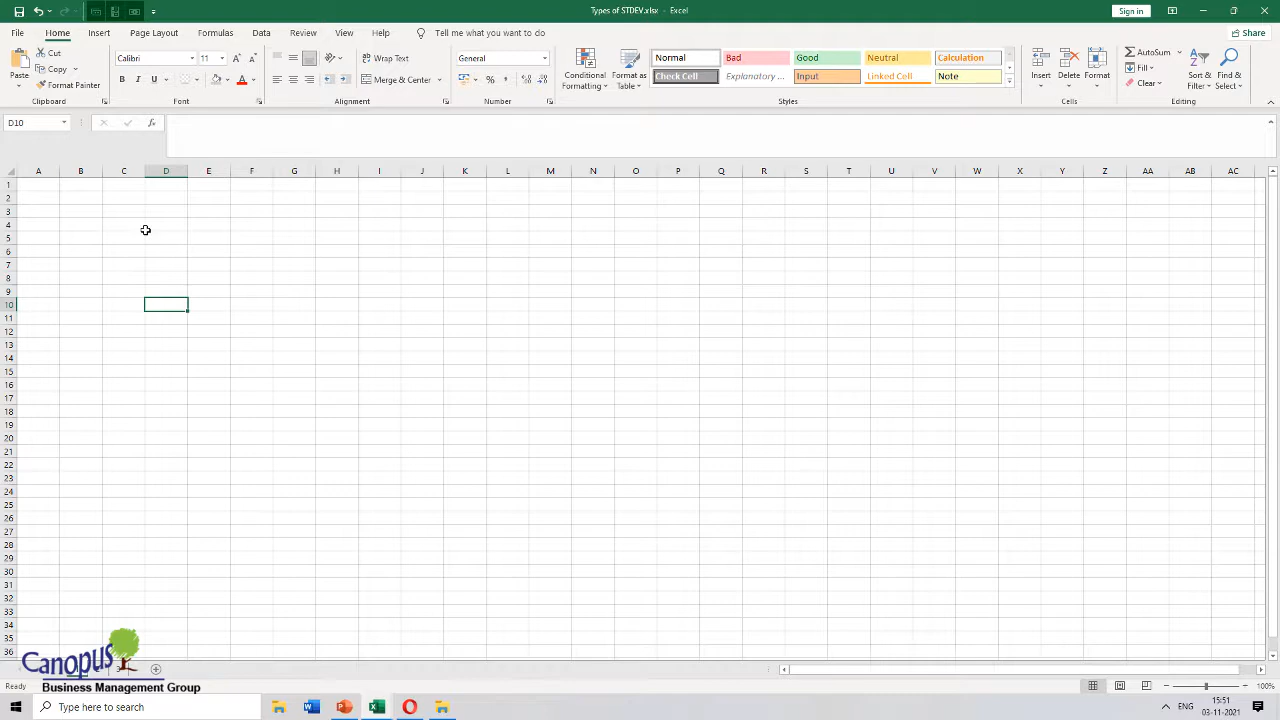 Types of STDEV.xlsx - Excel
Sign in
File Home Insert Page Layout Formulas Data Review View Help Tell me what you want to do Share
Cut
Copy
Format Painter
Paste
Clipboard
Calibri 11
B I U
Font
Wrap Text
Merge & Center
Alignment
General
Number
Conditional Formatting
Format as Table
Normal Bad Good Neutral Calculation
Check Cell Explanatory ... Input Linked Cell Note
Styles
Insert Delete Format
Cells
AutoSum
Fill
Clear
Sort & Filter
Find & Select
Editing
D10
fx
A B C D E F G H I J K L M N O P Q R S T U V W X Y Z AA AB AC
1
2
3
4
5
6
7
8
9
10
11
12
13
14
15
16
17
18
19
20
21
22
23
24
25
26
27
28
29
30
31
32
33
34
35
36
Canopus
Business Management Group
Ready
100%
Type here to search
ENG
15:51
03-11-2021